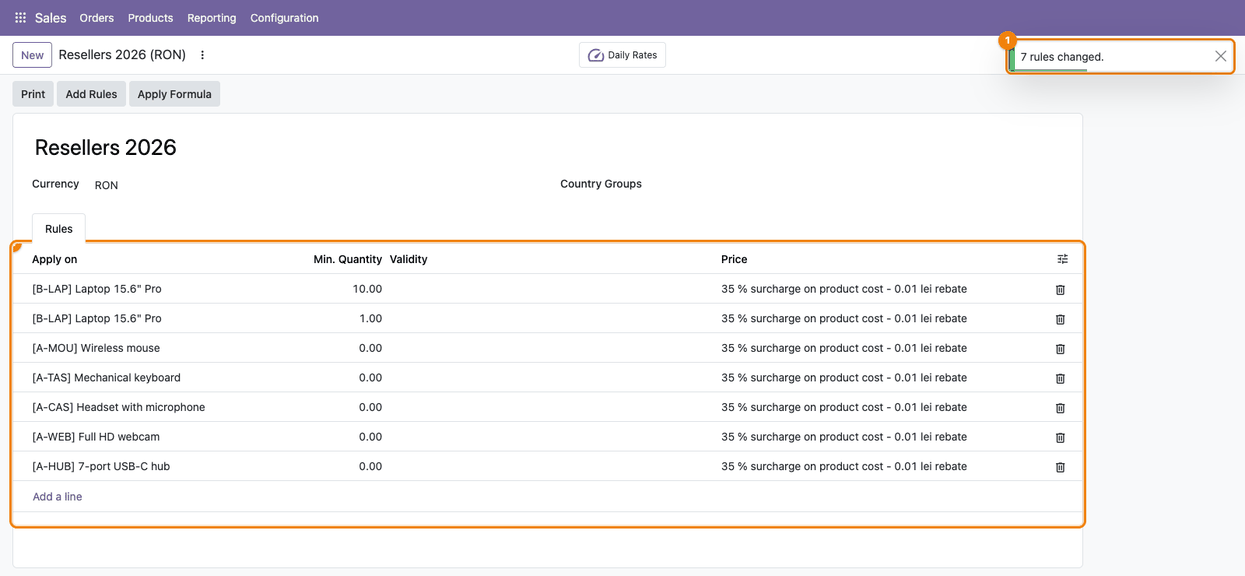 Sales Orders Products Reporting Configuration
New Resellers 2026 (RON) Daily Rates
1
7 rules changed.
Print Add Rules Apply Formula
Resellers 2026
Currency RON Country Groups
Rules
Apply on Min. Quantity Validity Price
[B-LAP] Laptop 15.6" Pro 10.00 35 % surcharge on product cost - 0.01 lei rebate
[B-LAP] Laptop 15.6" Pro 1.00 35 % surcharge on product cost - 0.01 lei rebate
[A-MOU] Wireless mouse 0.00 35 % surcharge on product cost - 0.01 lei rebate
[A-TAS] Mechanical keyboard 0.00 35 % surcharge on product cost - 0.01 lei rebate
[A-CAS] Headset with microphone 0.00 35 % surcharge on product cost - 0.01 lei rebate
[A-WEB] Full HD webcam 0.00 35 % surcharge on product cost - 0.01 lei rebate
[A-HUB] 7-port USB-C hub 0.00 35 % surcharge on product cost - 0.01 lei rebate
Add a line